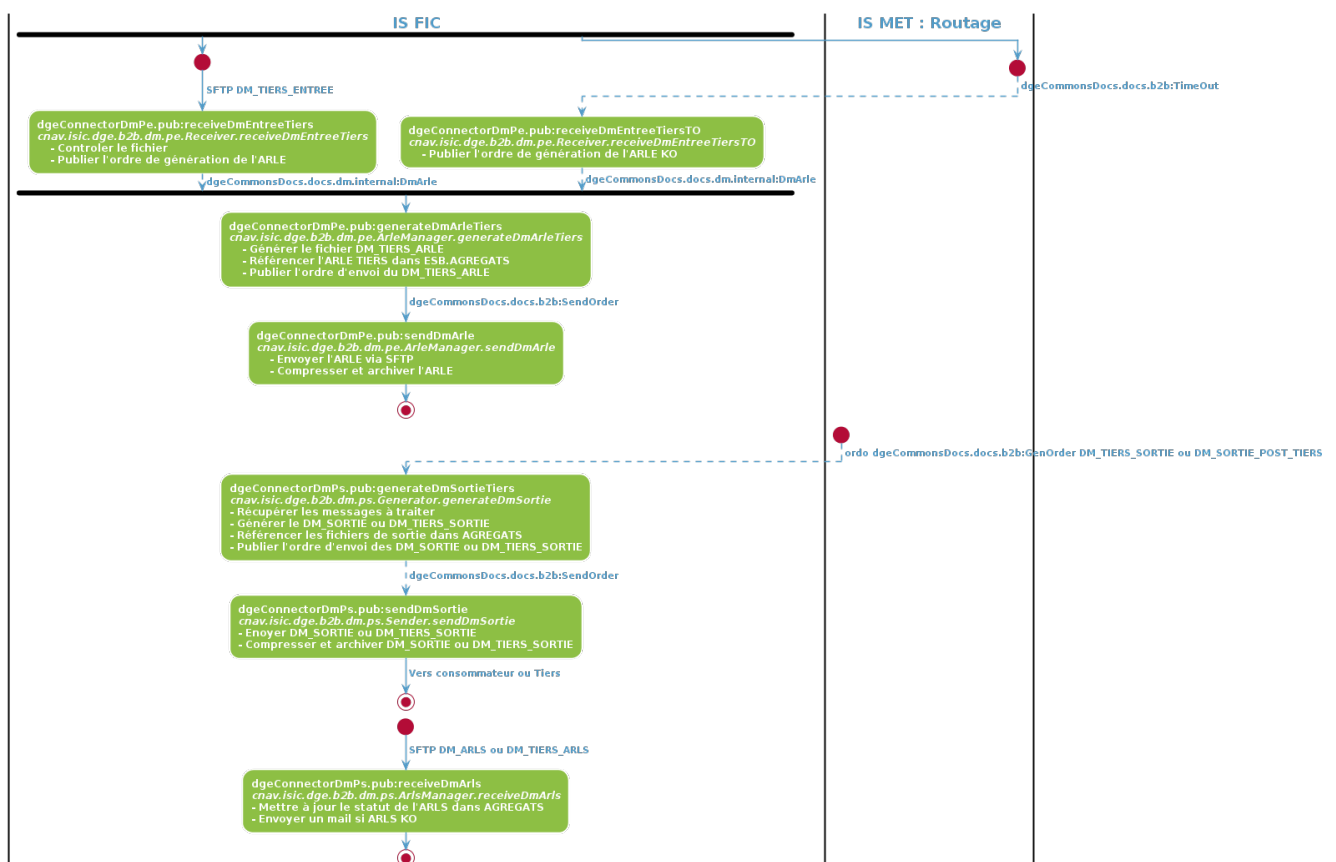 IS FIC
IS MET : Routage
SFTP DM_TIERS_ENTREE
dgeCommonsDocs.docs.b2b:TimeOut
dgeConnectorDmPe.pub:receiveDmEntreeTiers
cnav.isic.dge.b2b.dm.pe.Receiver.receiveDmEntreeTiers
- Controler le fichier
- Publier l'ordre de génération de l'ARLE
dgeConnectorDmPe.pub:receiveDmEntreeTiersTO
cnav.isic.dge.b2b.dm.pe.Receiver.receiveDmEntreeTiersTO
- Publier l'ordre de génération de l'ARLE KO
dgeCommonsDocs.docs.dm.internal:DmArle
dgeCommonsDocs.docs.dm.internal:DmArle
dgeConnectorDmPe.pub:generateDmArleTiers
cnav.isic.dge.b2b.dm.pe.ArleManager.generateDmArleTiers
- Générer le fichier DM_TIERS_ARLE
- Référencer l'ARLE TIERS dans ESB.AGREGATS
- Publier l'ordre d'envoi du DM_TIERS_ARLE
dgeCommonsDocs.docs.b2b:SendOrder
dgeConnectorDmPe.pub:sendDmArle
cnav.isic.dge.b2b.dm.pe.ArleManager.sendDmArle
- Envoyer l'ARLE via SFTP
- Compresser et archiver l'ARLE
ordo dgeCommonsDocs.docs.b2b:GenOrder DM_TIERS_SORTIE ou DM_SORTIE_POST_TIERS
dgeConnectorDmPs.pub:generateDmSortieTiers
cnav.isic.dge.b2b.dm.ps.Generator.generateDmSortie
- Récupérer les messages à traiter
- Générer le DM_SORTIE ou DM_TIERS_SORTIE
- Référencer les fichiers de sortie dans AGREGATS
- Publier l'ordre d'envoi des DM_SORTIE ou DM_TIERS_SORTIE
dgeCommonsDocs.docs.b2b:SendOrder
dgeConnectorDmPs.pub:sendDmSortie
cnav.isic.dge.b2b.dm.ps.Sender.sendDmSortie
- Enoyer DM_SORTIE ou DM_TIERS_SORTIE
- Compresser et archiver DM_SORTIE ou DM_TIERS_SORTIE
Vers consommateur ou Tiers
SFTP DM_ARLS ou DM_TIERS_ARLS
dgeConnectorDmPs.pub:receiveDmArls
cnav.isic.dge.b2b.dm.ps.ArlsManager.receiveDmArls
- Mettre à jour le statut de l'ARLS dans AGREGATS
- Envoyer un mail si ARLS KO